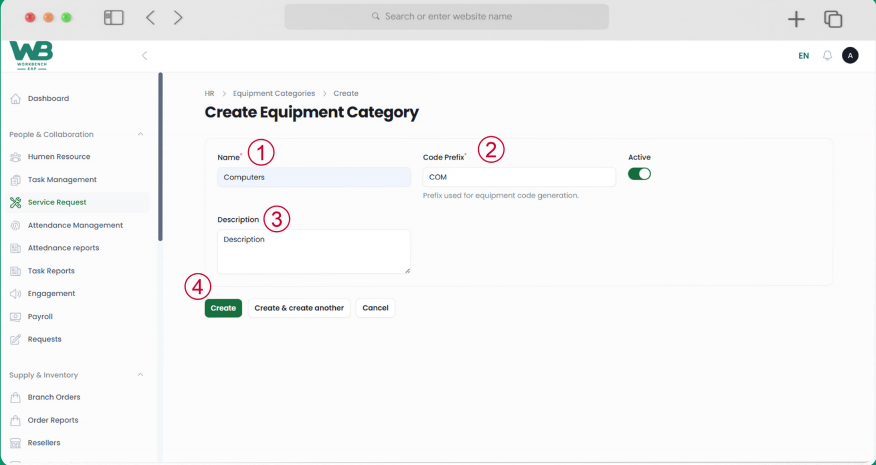 Search or enter website name
WB
WORKBENCH
ERP
EN
A
Dashboard
People & Collaboration
Humen Resource
Task Management
Service Request
Attendance Management
Attednance reports
Task Reports
Engagement
Payroll
Requests
Supply & Inventory
Branch Orders
Order Reports
Resellers
HR > Equipment Categories > Create
Create Equipment Category
Name* 1
Computers
Code Prefix* 2
COM
Prefix used for equipment code generation.
Active
Description 3
Description
4
Create
Create & create another
Cancel